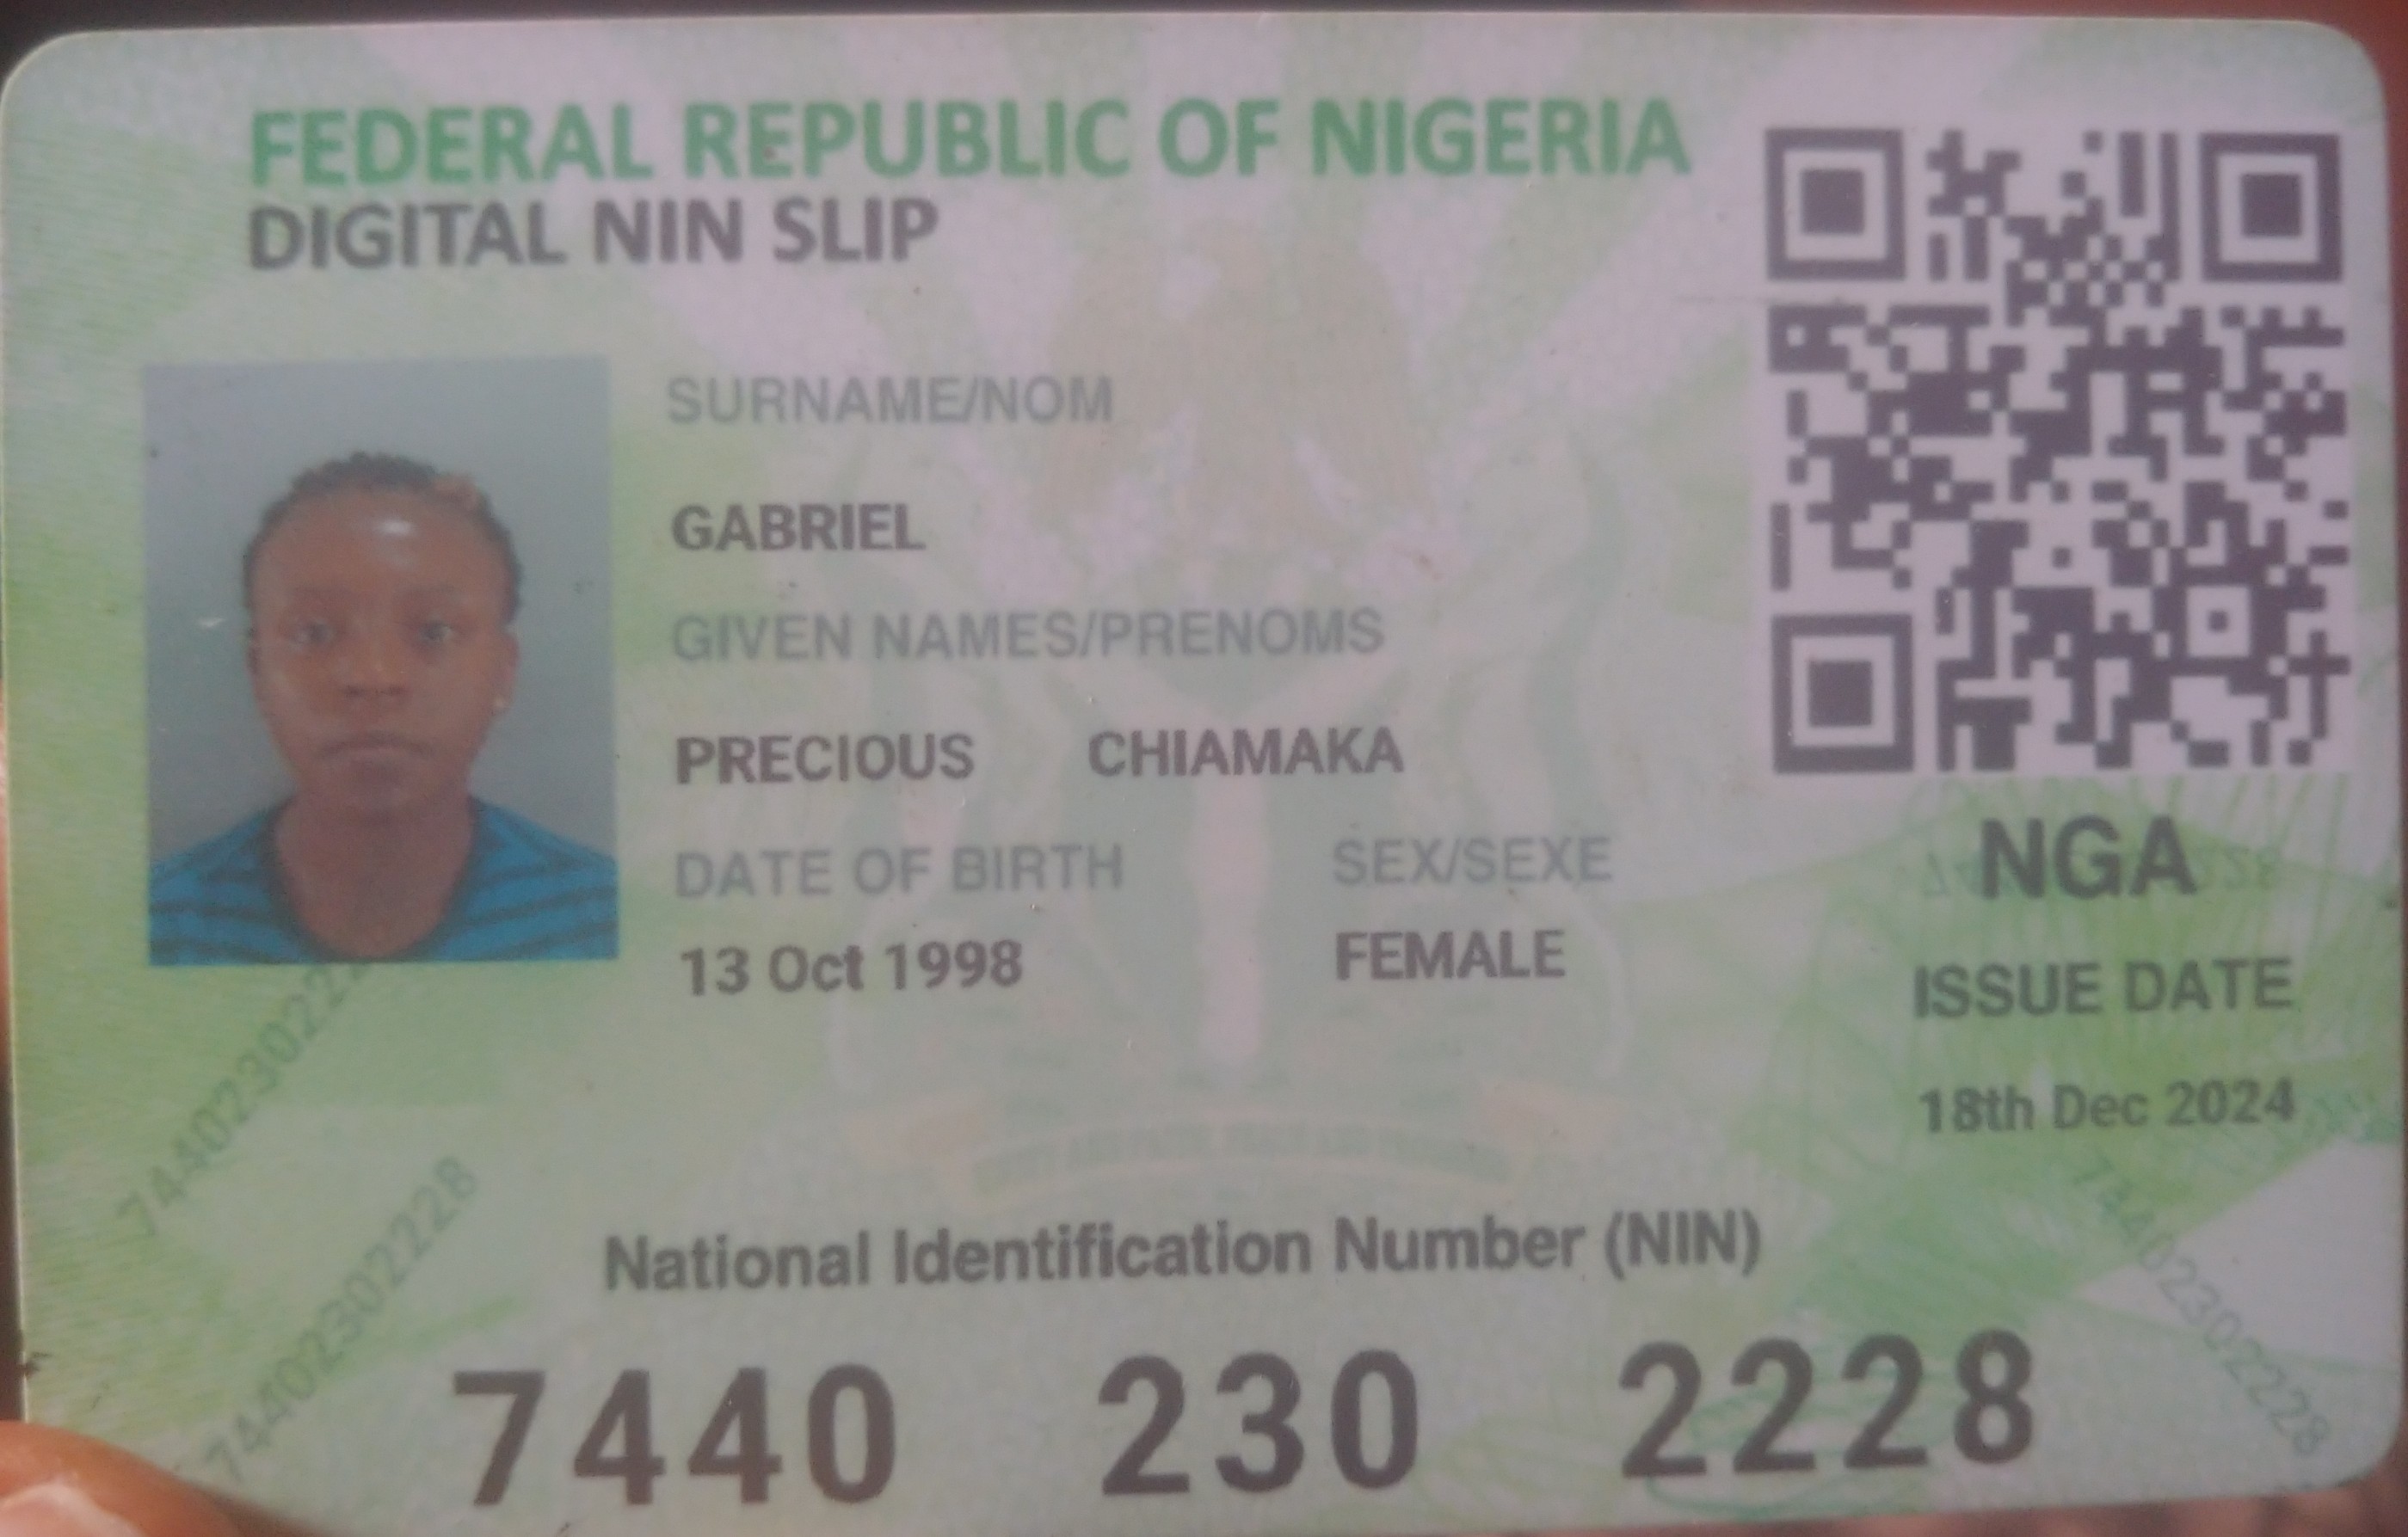 FEDERAL REPUBLIC OF NIGERIA
DIGITAL NIN SLIP
SURNAME/NOM
GABRIEL
GIVEN NAMES/PRENOMS
PRECIOUS CHIAMAKA
DATE OF BIRTH SEX/SEXE
13 Oct 1998 FEMALE
NGA
ISSUE DATE
18th Dec 2024
National Identification Number (NIN)
7440 230 2228
74402302228
74402302228